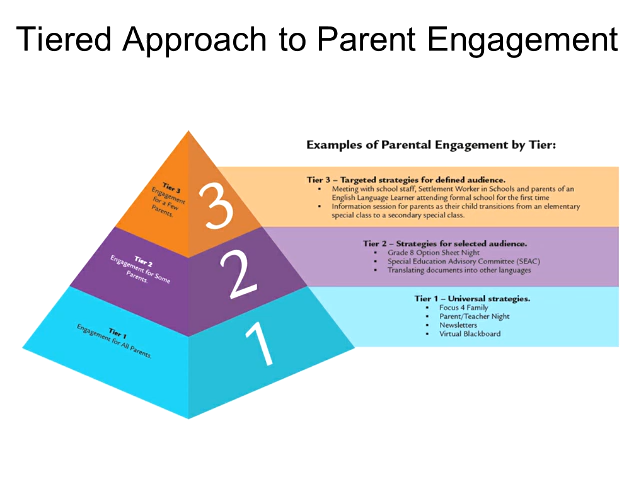 Tiered Approach to Parent Engagement
Examples of Parental Engagement by Tier:
Tier 3
Engagement
for a Few
Parents.
3
Tier 3 – Targeted strategies for defined audience.
• Meeting with school staff, Settlement Worker in Schools and parents of an
English Language Learner attending formal school for the first time
• Information session for parents as their child transitions from an elementary
special class to a secondary special class.
Tier 2
Engagement for Some
Parents.
2
Tier 2 – Strategies for selected audience.
• Grade 8 Option Sheet Night
• Special Education Advisory Committee (SEAC)
• Translating documents into other languages
Tier 1
Engagement for All Parents.
1
Tier 1 – Universal strategies.
• Focus 4 Family
• Parent/Teacher Night
• Newsletters
• Virtual Blackboard